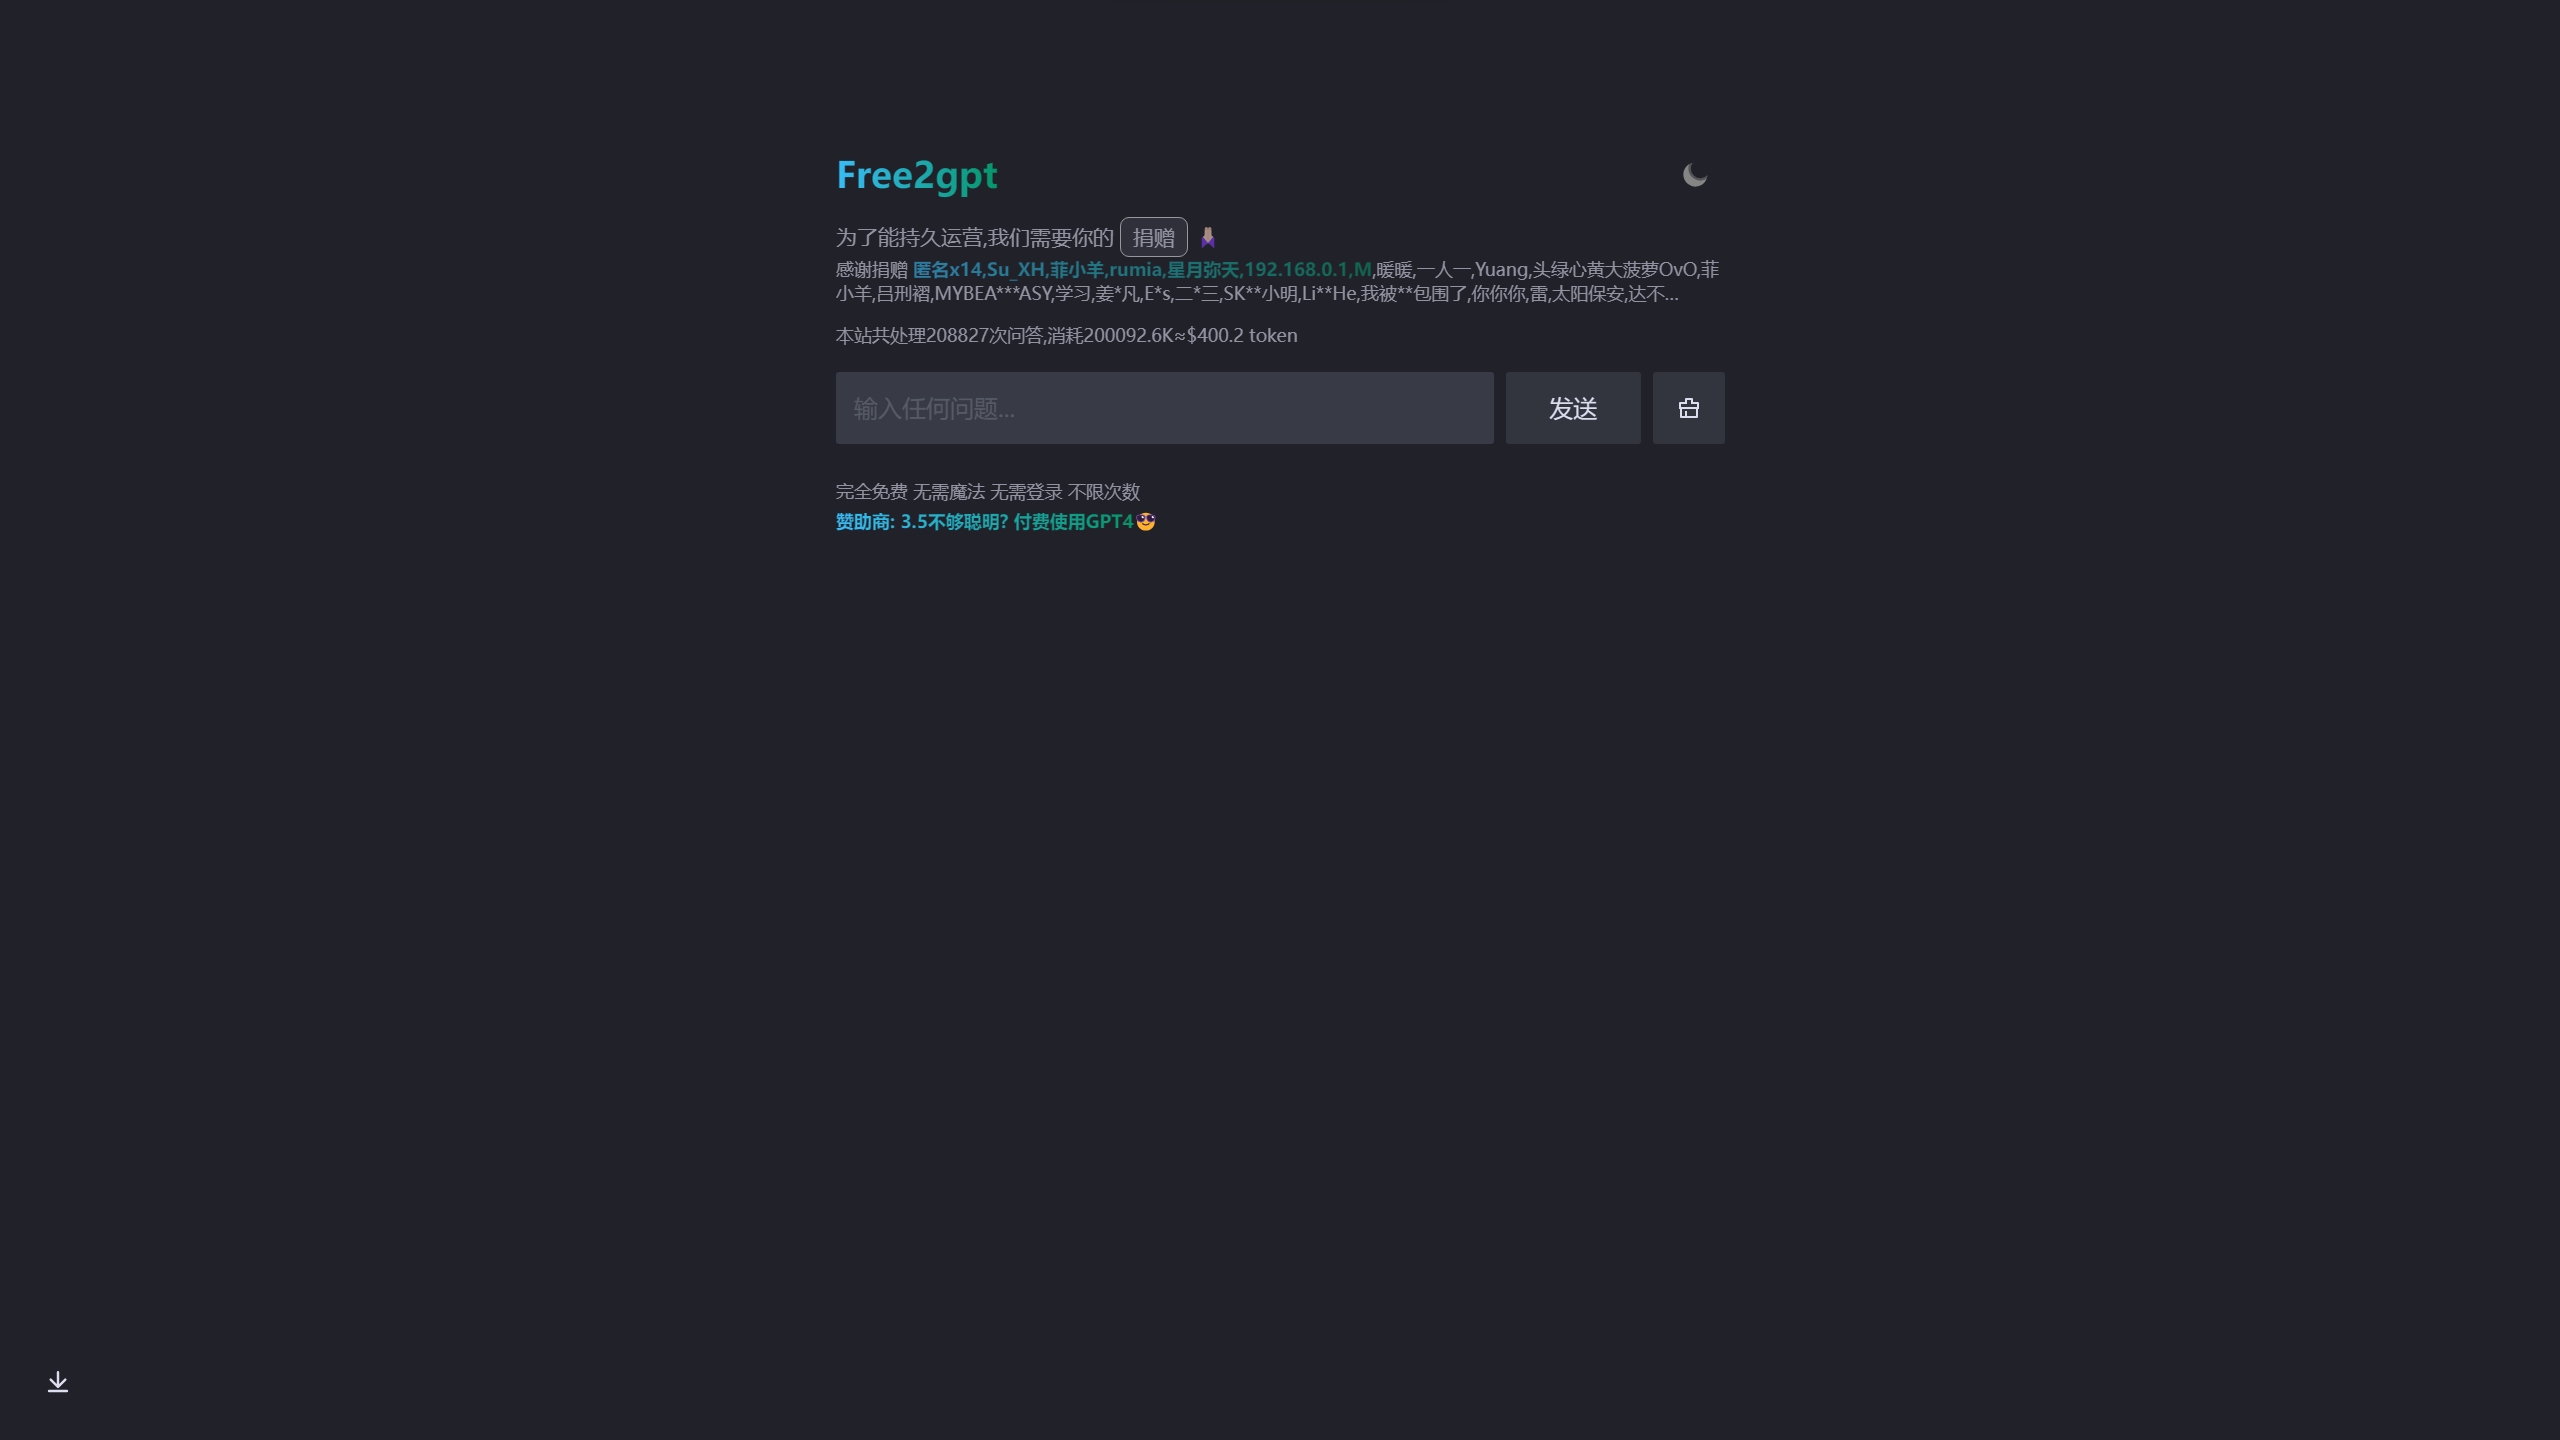 Free2gpt
为了能持久运营,我们需要你的 捐赠
感谢捐赠 匿名x14,Su_XH,菲小羊,rumia,星月弥天,192.168.0.1,M,暖暖,一人一,Yuang,头绿心黄大菠萝OvO,菲
小羊,吕刑褶,MYBEA***ASY,学习,姜*凡,E*s,二*三,SK**小明,Li**He,我被**包围了,你你你,雷,太阳保安,达不...
本站共处理208827次问答,消耗200092.6K≈$400.2 token
输入任何问题... 发送
完全免费 无需魔法 无需登录 不限次数
赞助商: 3.5不够聪明? 付费使用GPT4😎